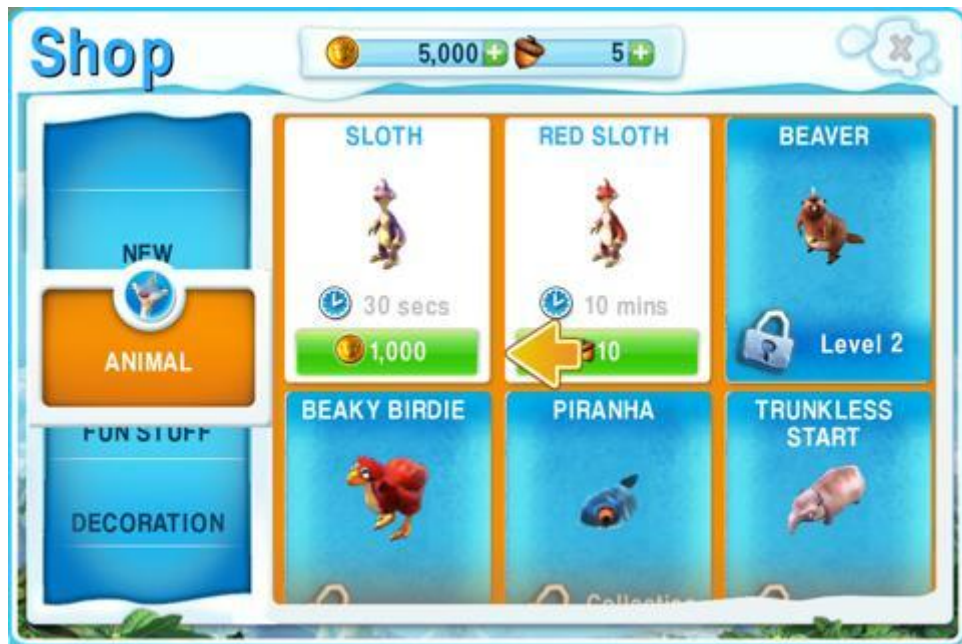 Shop
5,000
5
SLOTH
RED SLOTH
BEAVER
NEW
30 secs
10 mins
ANIMAL
1,000
10
Level 2
BEAKY BIRDIE
PIRANHA
TRUNKLESS
START
FUN STUFF
DECORATION
Collection